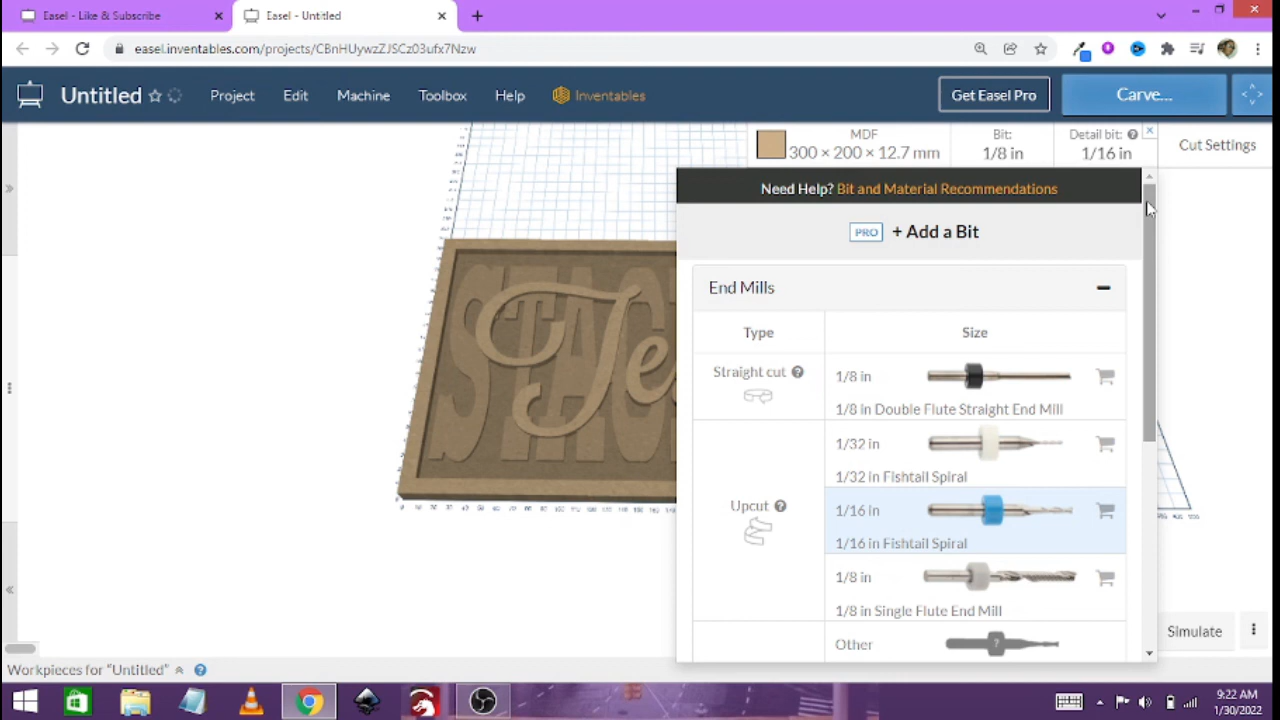 Easel - Like & Subscribe
Easel - Untitled
easel.inventables.com/projects/CBnHUywzZJSCz03ufx7Nzw
Untitled
Project
Edit
Machine
Toolbox
Help
Inventables
Get Easel Pro
Carve...
MDF
300 × 200 × 12.7 mm
Bit:
1/8 in
Detail bit:
1/16 in
Cut Settings
Need Help? Bit and Material Recommendations
PRO + Add a Bit
End Mills
Type
Size
Straight cut
1/8 in
1/8 in Double Flute Straight End Mill
Upcut
1/32 in
1/32 in Fishtail Spiral
1/16 in
1/16 in Fishtail Spiral
1/8 in
1/8 in Single Flute End Mill
Other
Simulate
Workpieces for "Untitled"
9:22 AM
1/30/2022